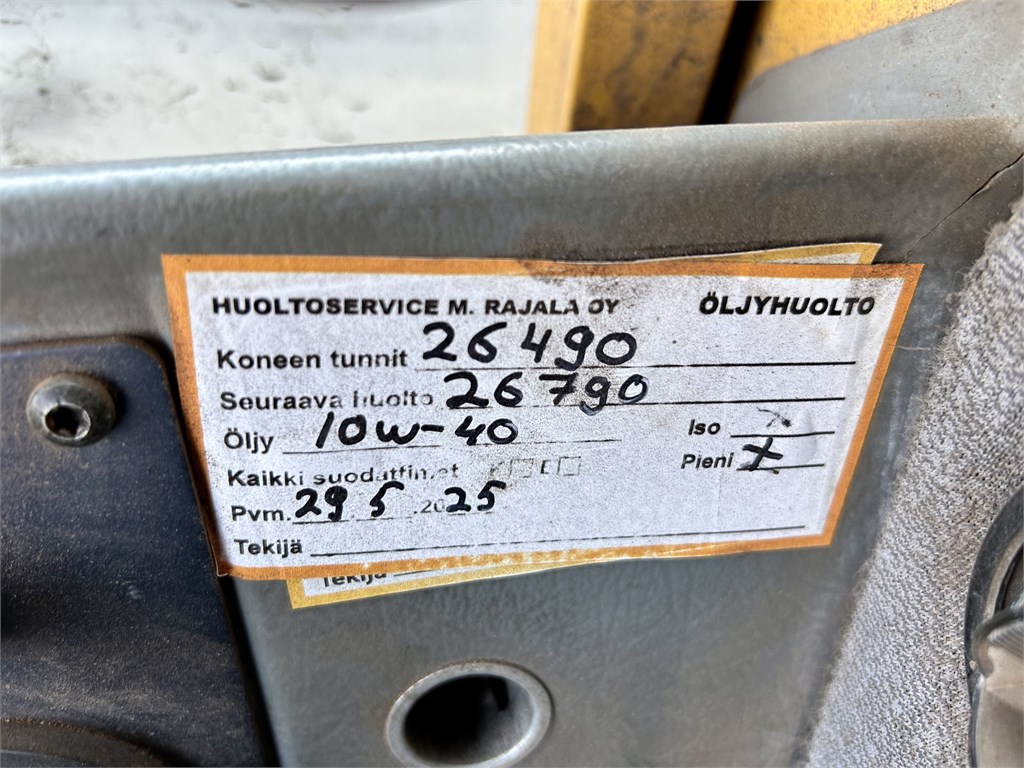 HUOLTOSERVICE M. RAJALA OY ÖLJYHUOLTO
Koneen tunnit 26490
Seuraava huolto 26790
Öljy 10W-40 Iso
Kaikki suodattimet K E Pieni X
Pvm. 29 5 .2025
Tekijä
Tekijä